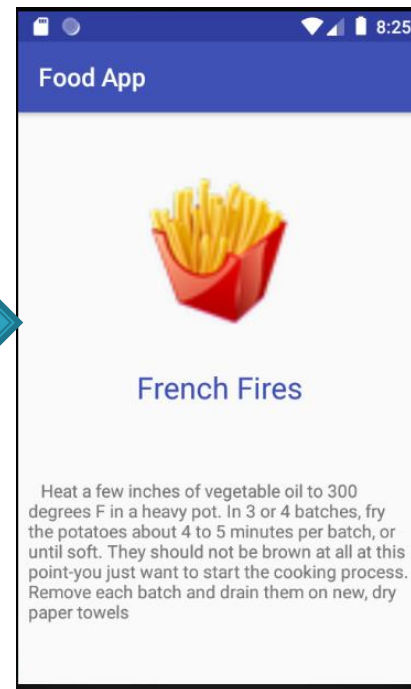 8:25
Food App
French Fires
Heat a few inches of vegetable oil to 300
degrees F in a heavy pot. In 3 or 4 batches, fry
the potatoes about 4 to 5 minutes per batch, or
until soft. They should not be brown at all at this
point-you just want to start the cooking process.
Remove each batch and drain them on new, dry
paper towels